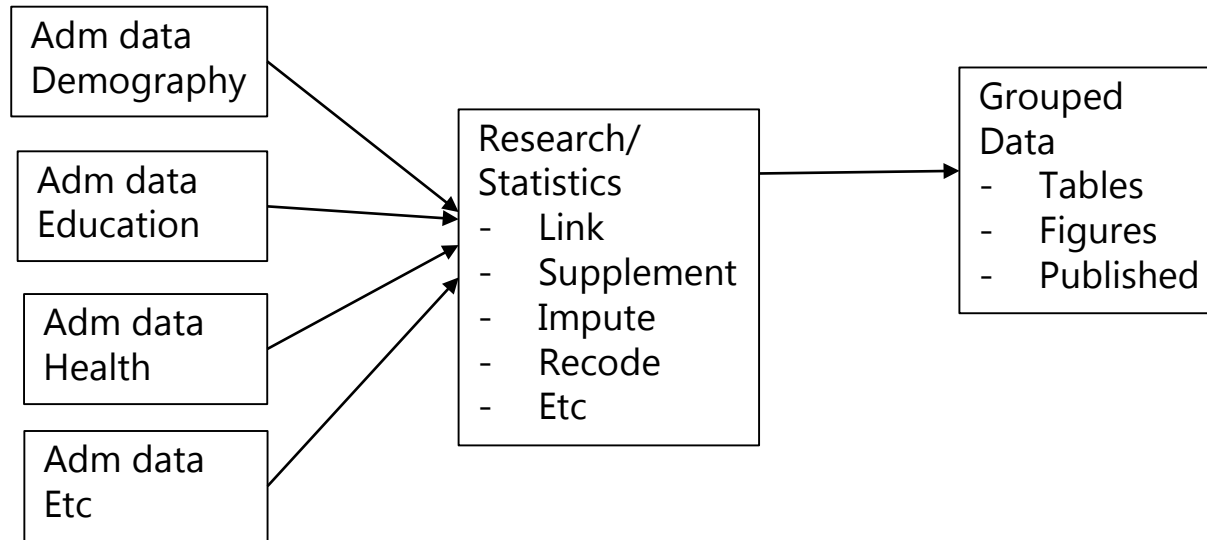 Adm data
Demography
Adm data
Education
Adm data
Health
Adm data
Etc
Research/
Statistics
- Link
- Supplement
- Impute
- Recode
- Etc
Grouped
Data
- Tables
- Figures
- Published